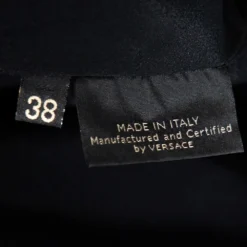 38
MADE IN ITALY
Manufactured and Certified
by VERSACE